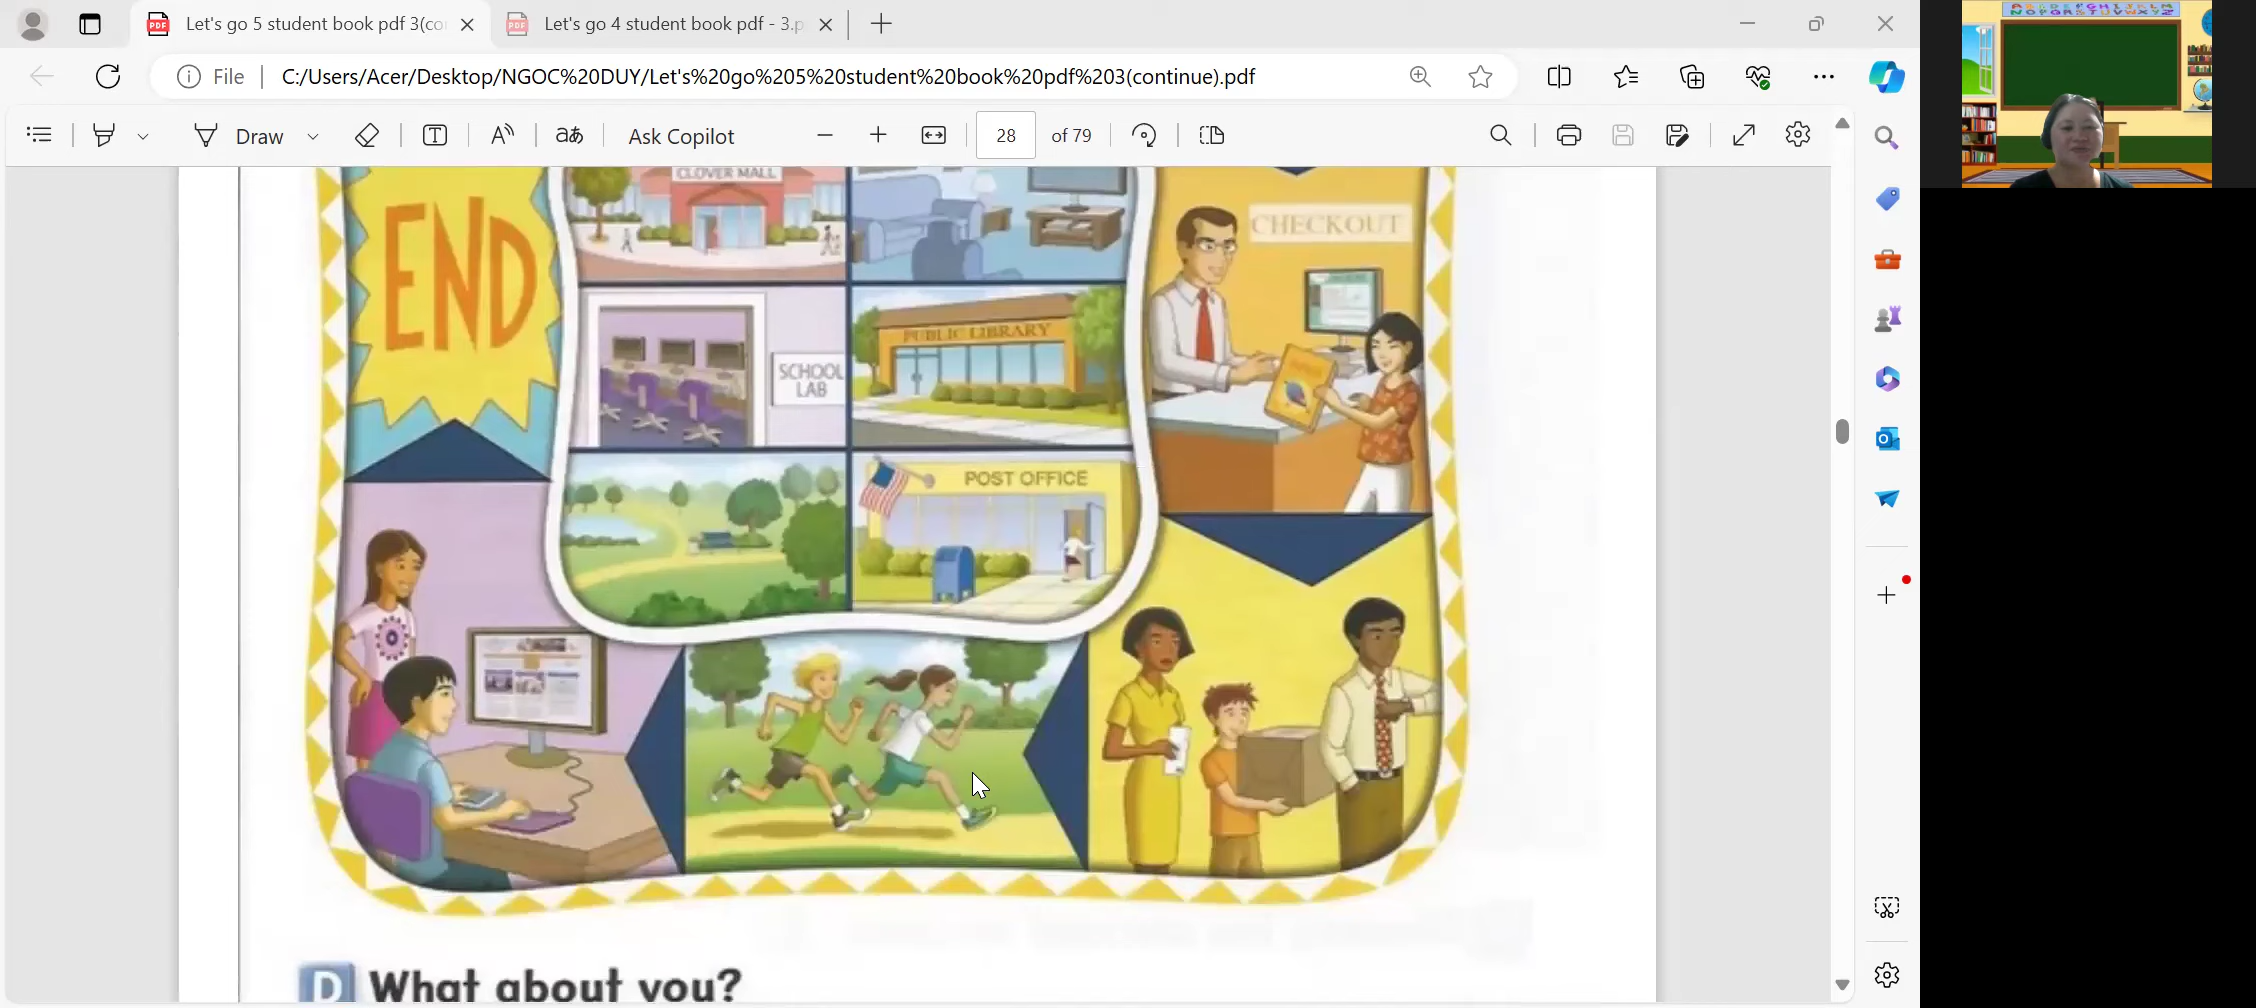 Let's go 5 student book pdf 3(co
Let's go 4 student book pdf - 3.p
File
C:/Users/Acer/Desktop/NGOC%20DUY/Let's%20go%205%20student%20book%20pdf%203(continue).pdf
Draw
aあ
Ask Copilot
28 of 79
CLOVER MALL
END
CHECKOUT
PUBLIC LIBRARY
SCHOOL
LAB
POST OFFICE
D What about you?